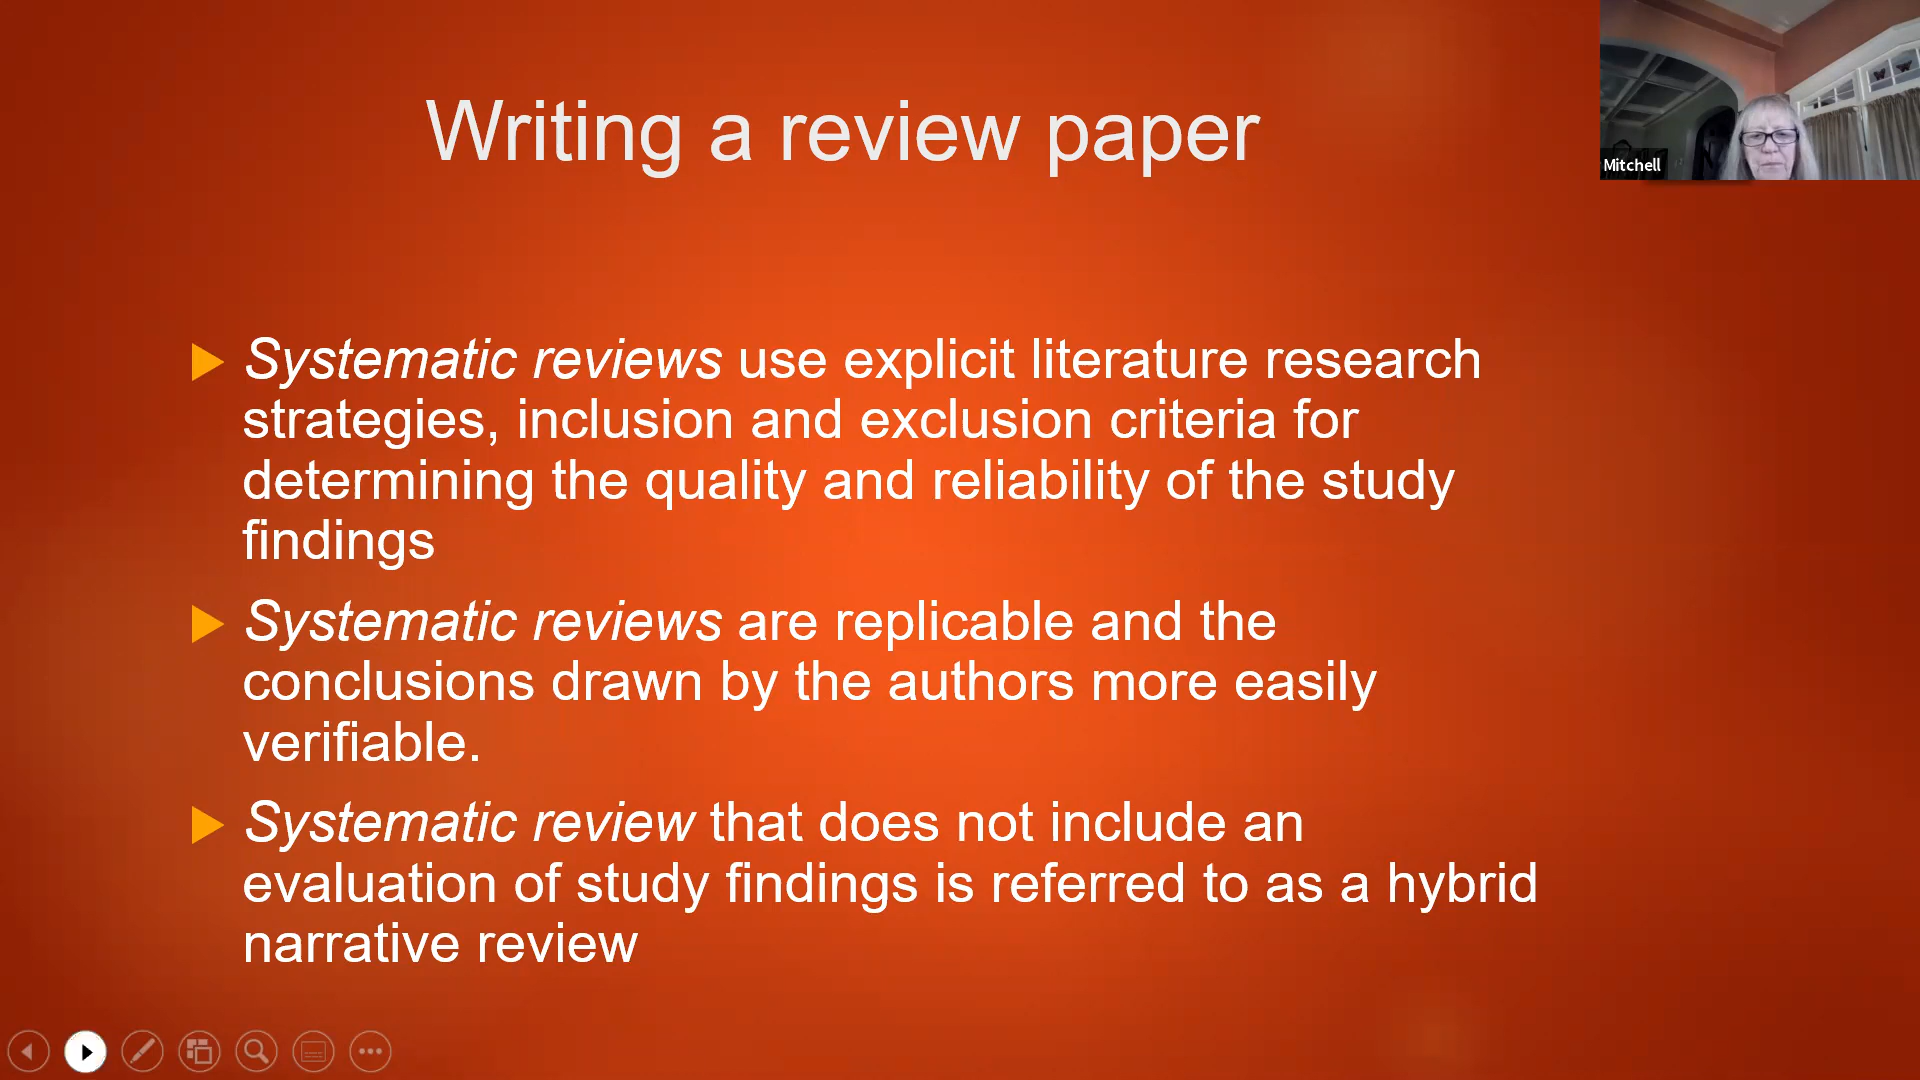 Writing a review paper
Mitchell
Systematic reviews use explicit literature research
strategies, inclusion and exclusion criteria for
determining the quality and reliability of the study
findings
Systematic reviews are replicable and the
conclusions drawn by the authors more easily
verifiable.
Systematic review that does not include an
evaluation of study findings is referred to as a hybrid
narrative review